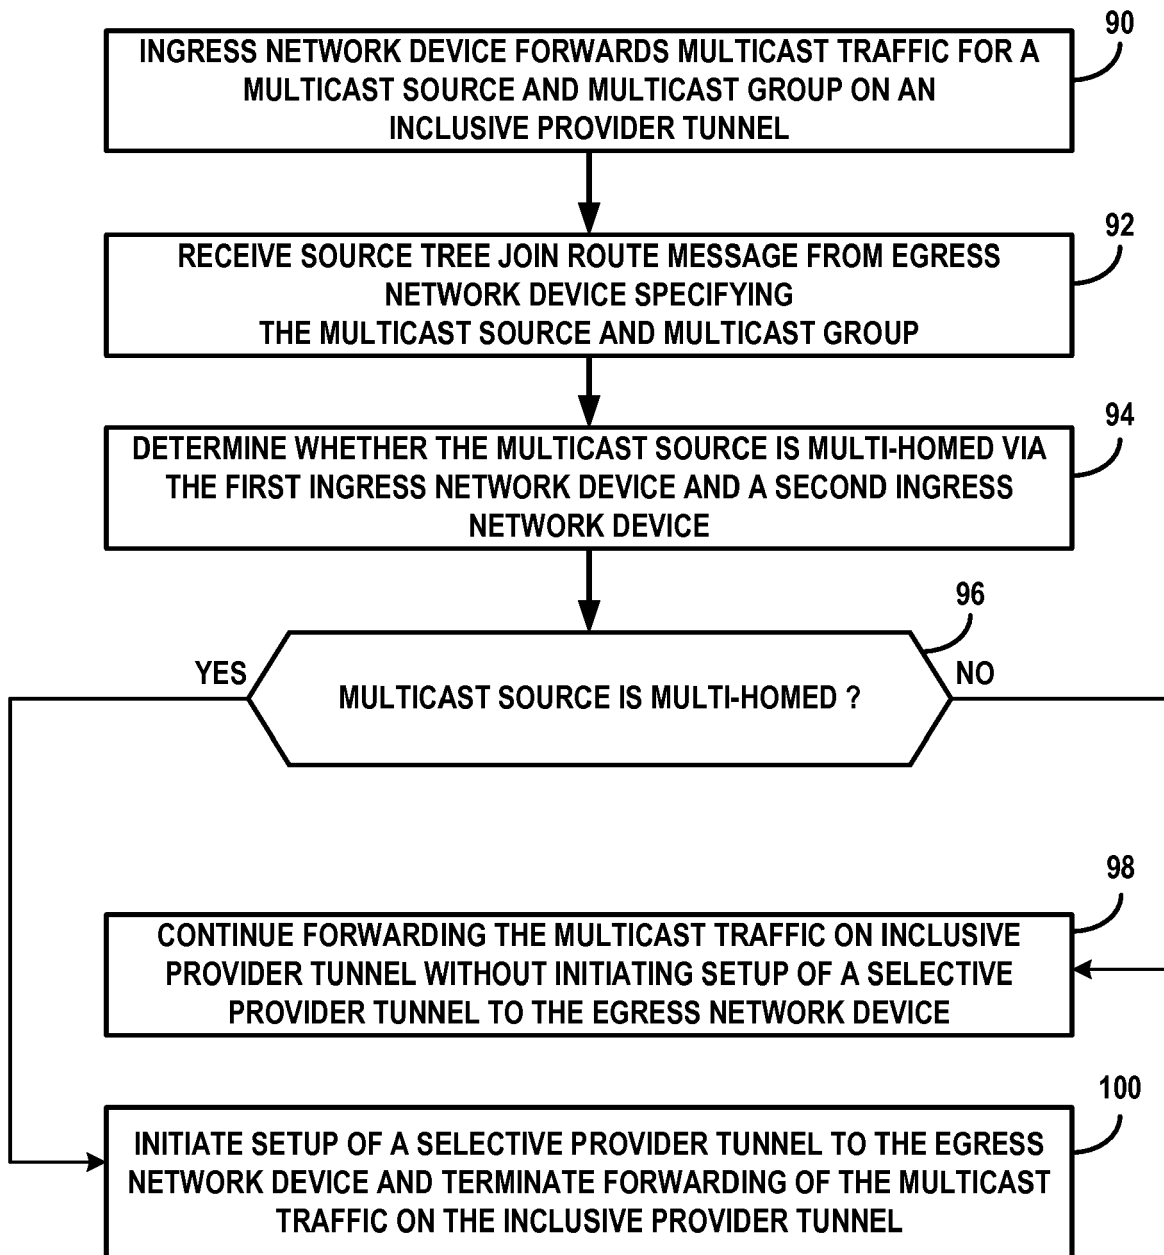 90
INGRESS NETWORK DEVICE FORWARDS MULTICAST TRAFFIC FOR A
MULTICAST SOURCE AND MULTICAST GROUP ON AN
INCLUSIVE PROVIDER TUNNEL
92
RECEIVE SOURCE TREE JOIN ROUTE MESSAGE FROM EGRESS
NETWORK DEVICE SPECIFYING
THE MULTICAST SOURCE AND MULTICAST GROUP
94
DETERMINE WHETHER THE MULTICAST SOURCE IS MULTI-HOMED VIA
THE FIRST INGRESS NETWORK DEVICE AND A SECOND INGRESS
NETWORK DEVICE
96
YES
NO
MULTICAST SOURCE IS MULTI-HOMED ?
98
CONTINUE FORWARDING THE MULTICAST TRAFFIC ON INCLUSIVE
PROVIDER TUNNEL WITHOUT INITIATING SETUP OF A SELECTIVE
PROVIDER TUNNEL TO THE EGRESS NETWORK DEVICE
100
INITIATE SETUP OF A SELECTIVE PROVIDER TUNNEL TO THE EGRESS
NETWORK DEVICE AND TERMINATE FORWARDING OF THE MULTICAST
TRAFFIC ON THE INCLUSIVE PROVIDER TUNNEL